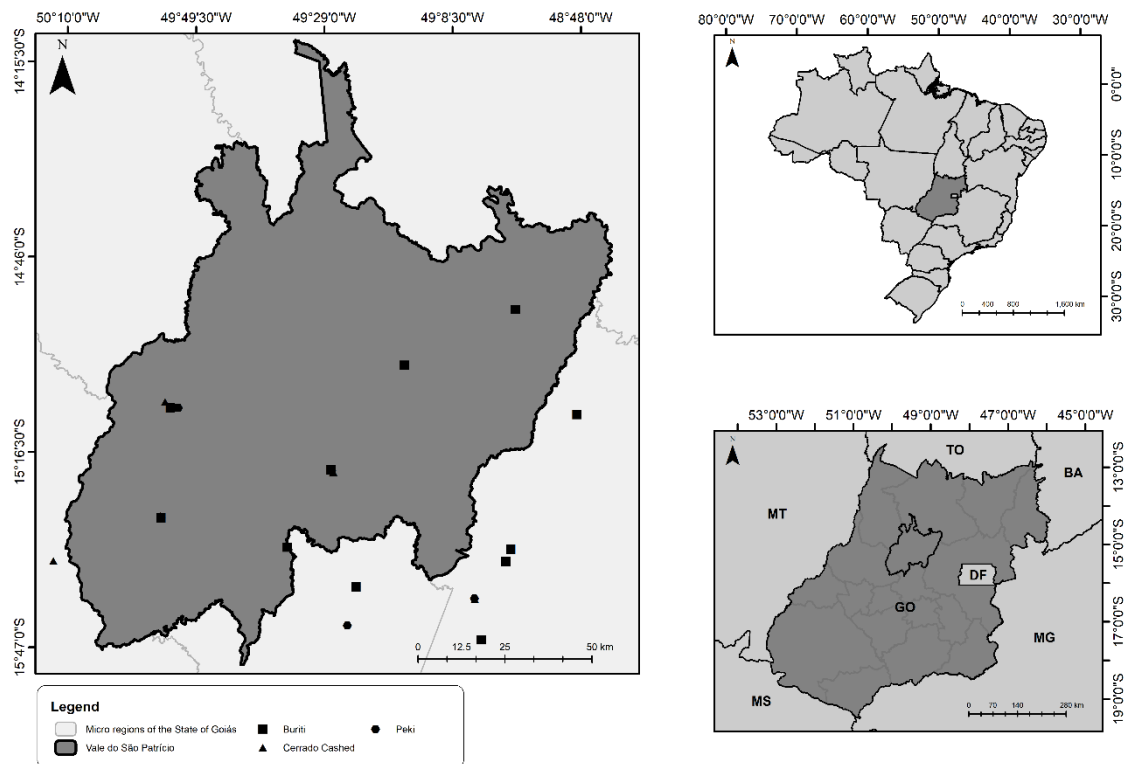 50°10'0"W 49°49'30"W 49°29'0"W 49°8'30"W 48°48'0"W
N
14°15'30"S
14°46'0"S
15°16'30"S
15°47'0"S
0 12.5 25 50 km
Legend
Micro regions of the State of Goiás
Vale do São Patrício
Buriti
Cerrado Cashed
Peki
80°0'0"W 70°0'0"W 60°0'0"W 50°0'0"W 40°0'0"W 30°0'0"W
N
0°0'0"
10°0'0"S
20°0'0"S
30°0'0"S
0 400 800 1,600 km
53°0'0"W 51°0'0"W 49°0'0"W 47°0'0"W 45°0'0"W
N
TO
BA
MT
DF
GO
MG
MS
13°0'0"S
15°0'0"S
17°0'0"S
19°0'0"S
0 70 140 280 km